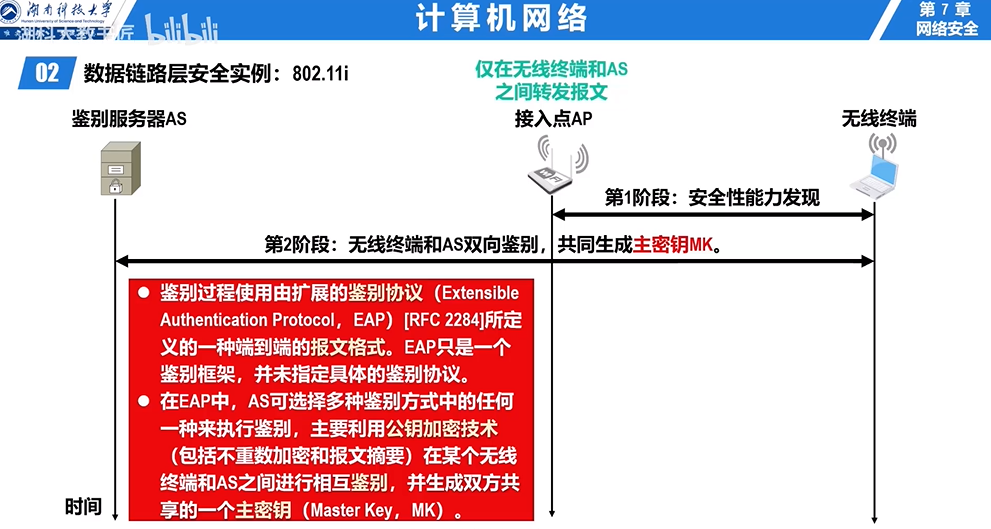 湖南科技大学
Hunan University of Science and Technology
湖科大教书匠 bilibili
计算机网络
第 7 章
网络安全
02 数据链路层安全实例：802.11i
仅在无线终端和AS
之间转发报文
鉴别服务器AS
接入点AP
无线终端
WiFi
第1阶段：安全性能力发现
第2阶段：无线终端和AS双向鉴别，共同生成主密钥MK。
● 鉴别过程使用由扩展的鉴别协议（Extensible
Authentication Protocol，EAP）[RFC 2284]所定
义的一种端到端的报文格式。EAP只是一个
鉴别框架，并未指定具体的鉴别协议。
● 在EAP中，AS可选择多种鉴别方式中的任何
一种来执行鉴别，主要利用公钥加密技术
（包括不重数加密和报文摘要）在某个无线
终端和AS之间进行相互鉴别，并生成双方共
享的一个主密钥（Master Key，MK）。
时间